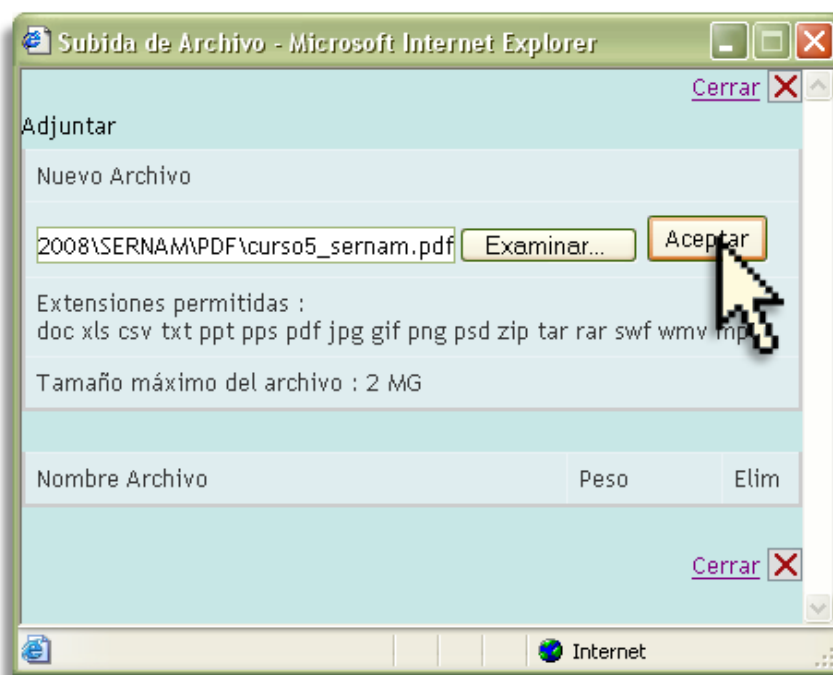 Subida de Archivo - Microsoft Internet Explorer
Cerrar
Adjuntar
Nuevo Archivo
2008\SERNAM\PDF\curso5_sernam.pdf Examinar... Aceptar
Extensiones permitidas :
doc xls csv txt ppt pps pdf jpg gif png psd zip tar rar swf wmv
Tamaño máximo del archivo : 2 MG
Nombre Archivo Peso Elim
Cerrar
Internet